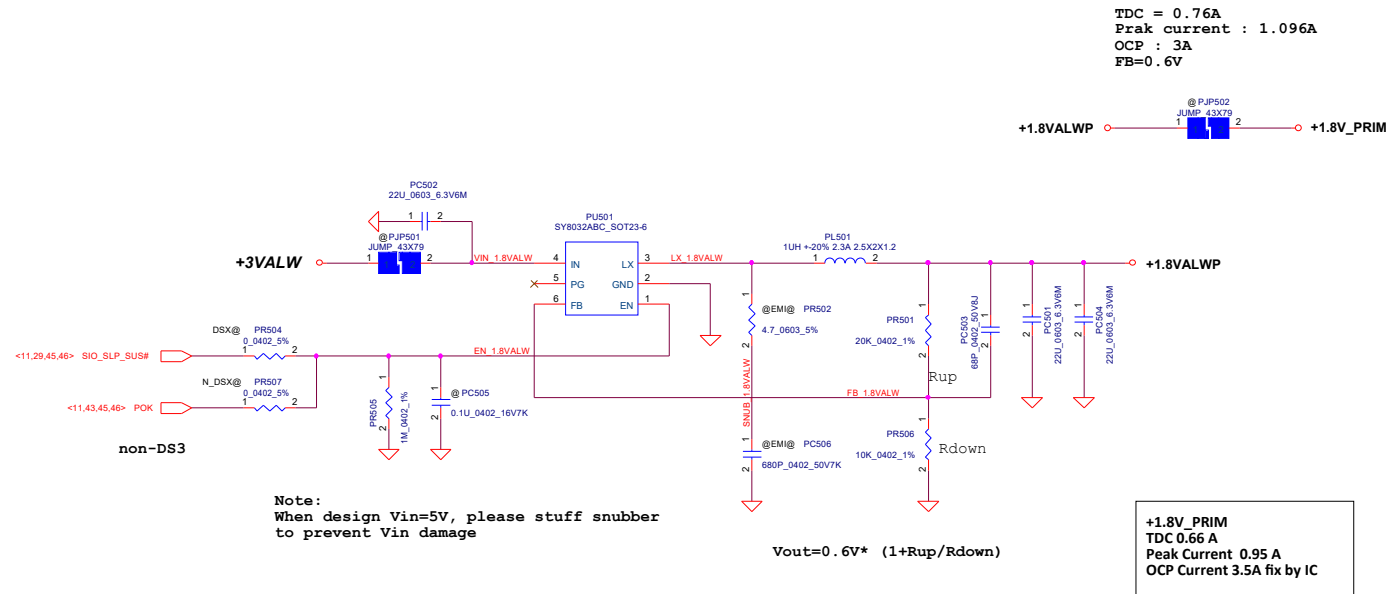 TDC = 0.76A
Prak current : 1.096A
OCP : 3A
FB=0.6V
@ PJP502
JUMP_43X79
+1.8VALWP 1 2 +1.8V_PRIM
PC502
22U_0603_6.3V6M
1 2
@ PJP501
JUMP_43X79
+3VALW 1 2 VIN_1.8VALW
PU501
SY8032ABC_SOT23-6
4 IN LX 3 LX_1.8VALW
5 PG GND 2
6 FB EN 1
PL501
1UH +-20% 2.3A 2.5X2X1.2
1 2
+1.8VALWP
@EMI@ PR502
4.7_0603_5%
1
2
PR501
20K_0402_1%
1
2
Rup
PC503
68P_0402_50V8J
1
2
PC501
22U_0603_6.3V6M
1
2
PC504
22U_0603_6.3V6M
1
2
DSX@ PR504
0_0402_5%
<11,29,45,46> SIO_SLP_SUS# 1 2 EN_1.8VALW
N_DSX@ PR507
0_0402_5%
<11,43,45,46> POK 1 2
non-DS3
PR505
1M_0402_1%
1
2
@ PC505
0.1U_0402_16V7K
1
2
SNUB_1.8VALW
FB_1.8VALW
@EMI@ PC506
680P_0402_50V7K
1
2
PR506
10K_0402_1%
1
2
Rdown
Note:
When design Vin=5V, please stuff snubber
to prevent Vin damage
Vout=0.6V* (1+Rup/Rdown)
+1.8V_PRIM
TDC 0.66 A
Peak Current 0.95 A
OCP Current 3.5A fix by IC